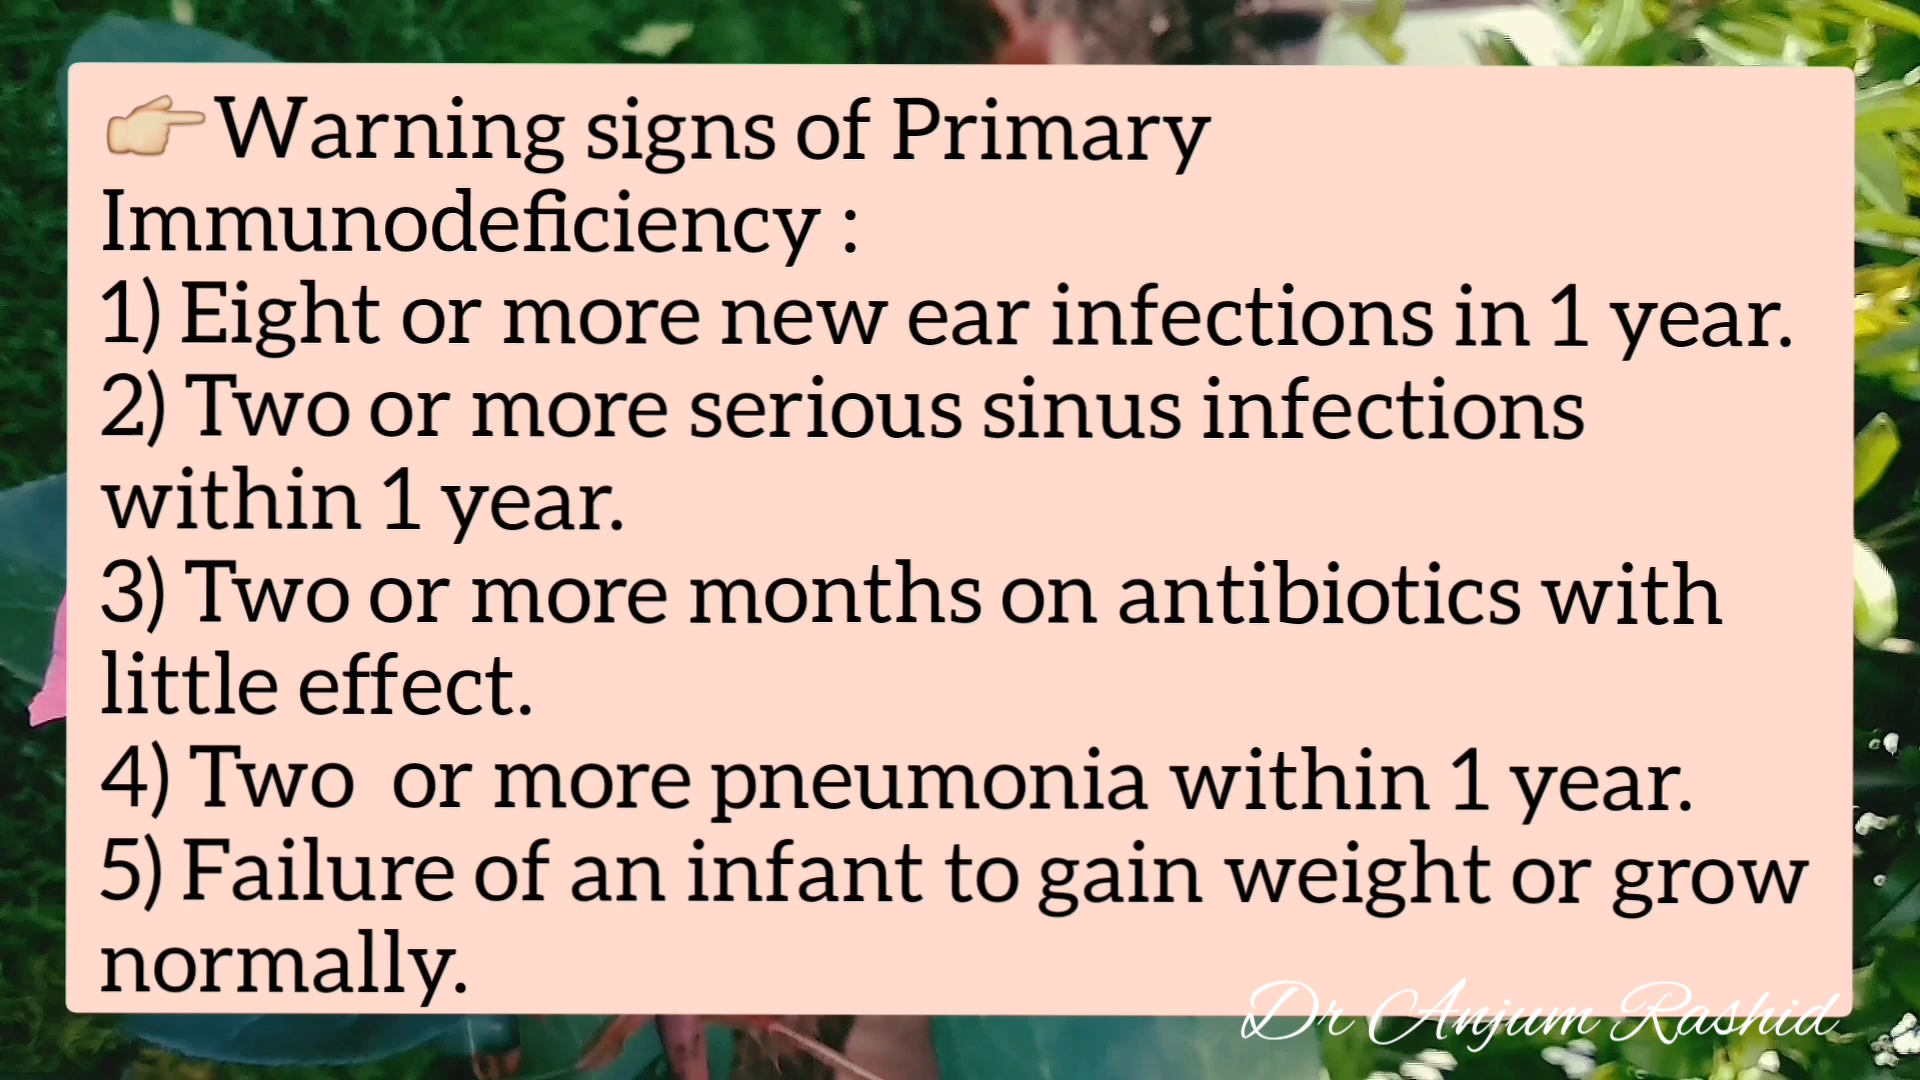 👉Warning signs of Primary
Immunodeficiency :
1) Eight or more new ear infections in 1 year.
2) Two or more serious sinus infections
within 1 year.
3) Two or more months on antibiotics with
little effect.
4) Two  or more pneumonia within 1 year.
5) Failure of an infant to gain weight or grow
normally.
Dr Anjum Rashid